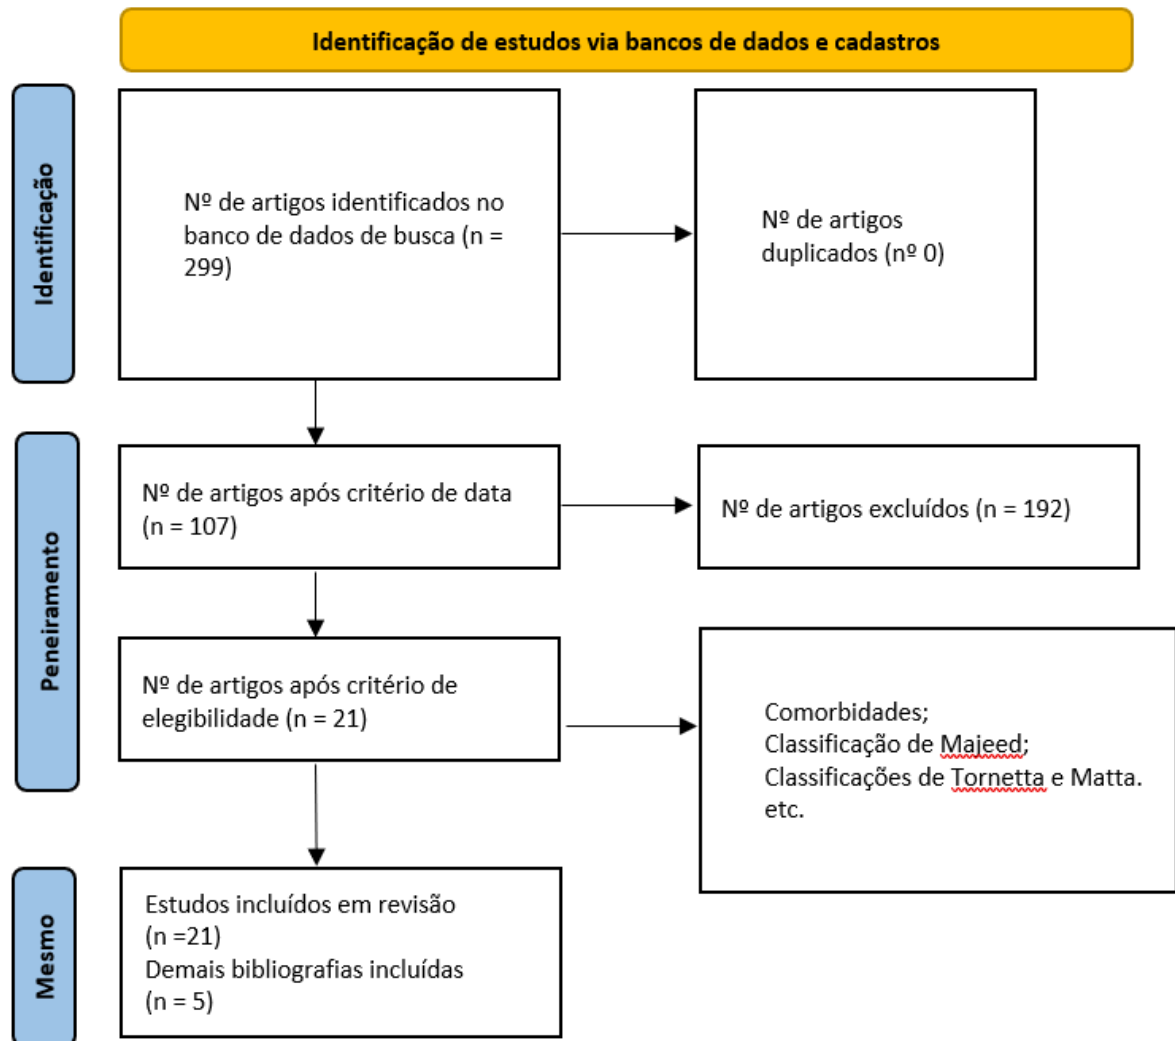 Identificação de estudos via bancos de dados e cadastros
Identificação
Nº de artigos identificados no
banco de dados de busca (n =
299)
Nº de artigos
duplicados (nº 0)
Peneiramento
Nº de artigos após critério de data
(n = 107)
Nº de artigos excluídos (n = 192)
Nº de artigos após critério de
elegibilidade (n = 21)
Comorbidades;
Classificação de Majeed;
Classificações de Tornetta e Matta.
etc.
Mesmo
Estudos incluídos em revisão
(n =21)
Demais bibliografias incluídas
(n = 5)